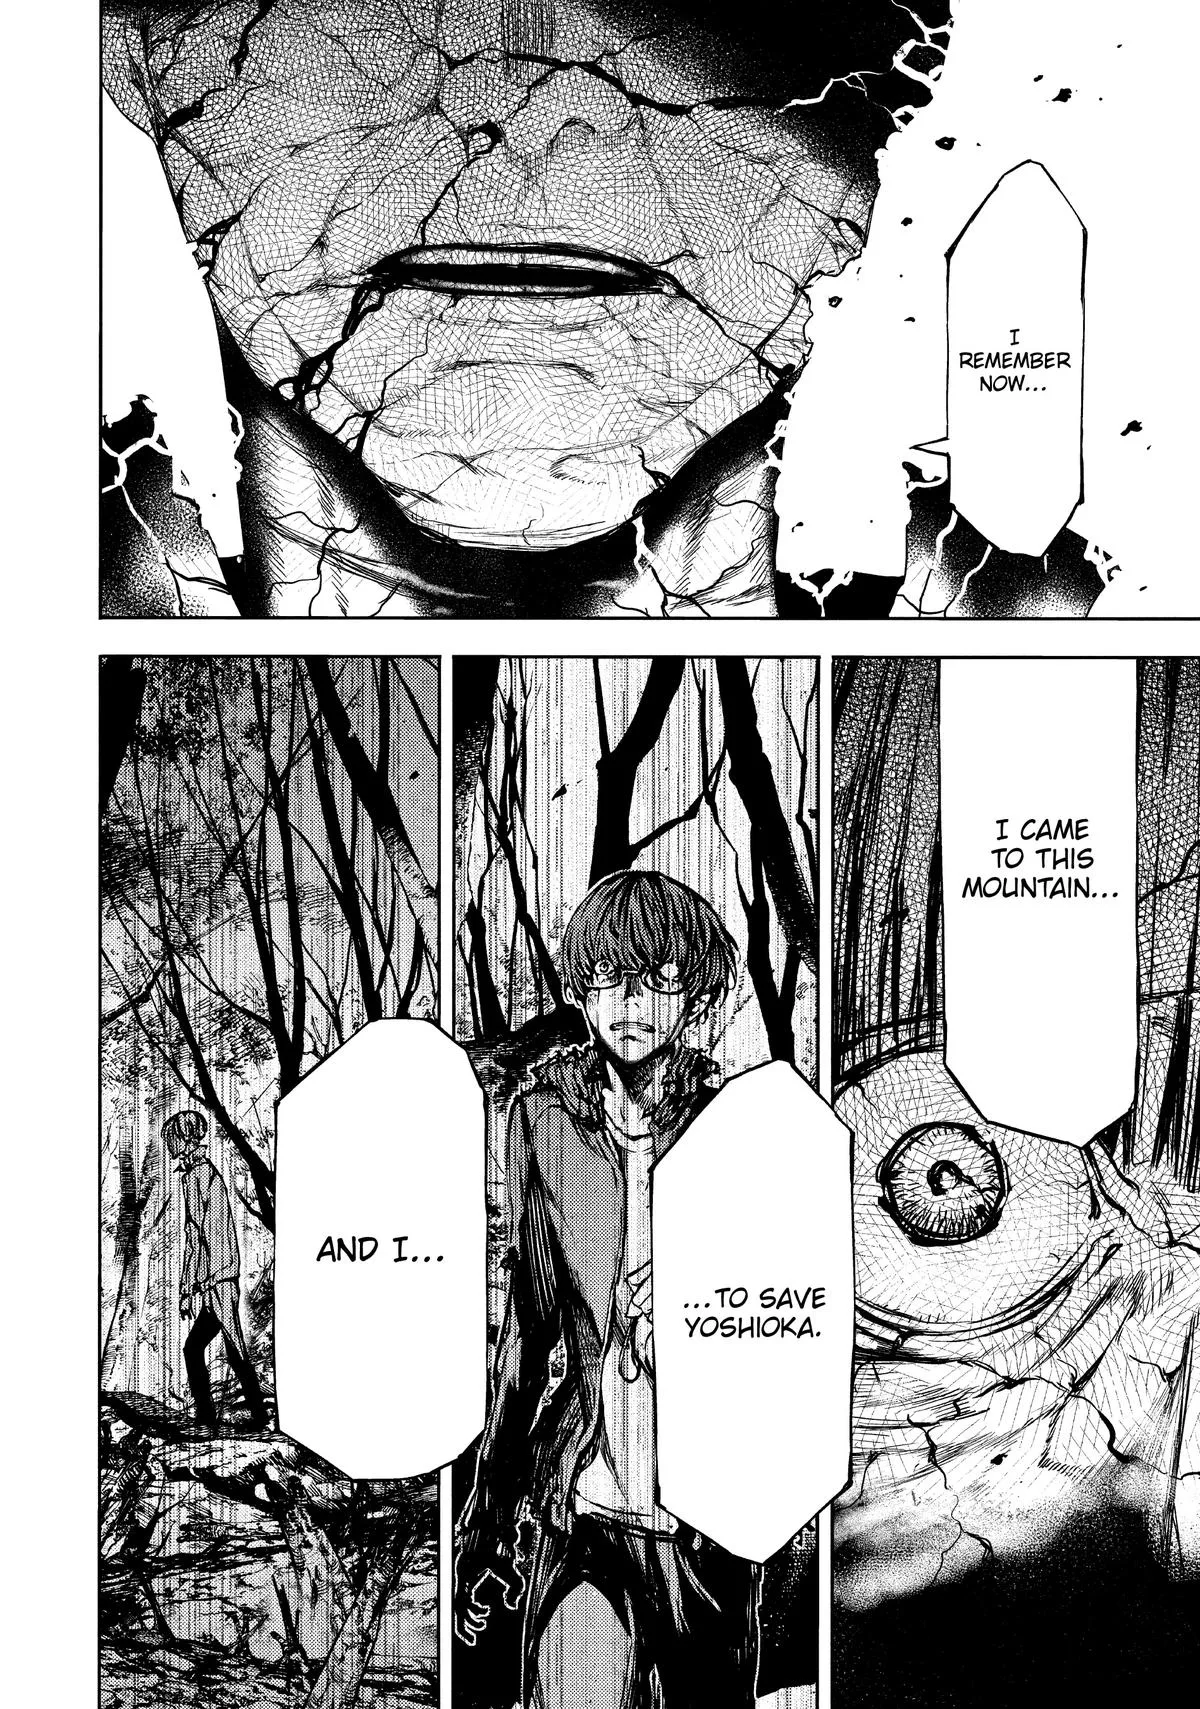 I
REMEMBER
NOW...
I CAME
TO THIS
MOUNTAIN...
...TO SAVE
YOSHIOKA.
AND I...